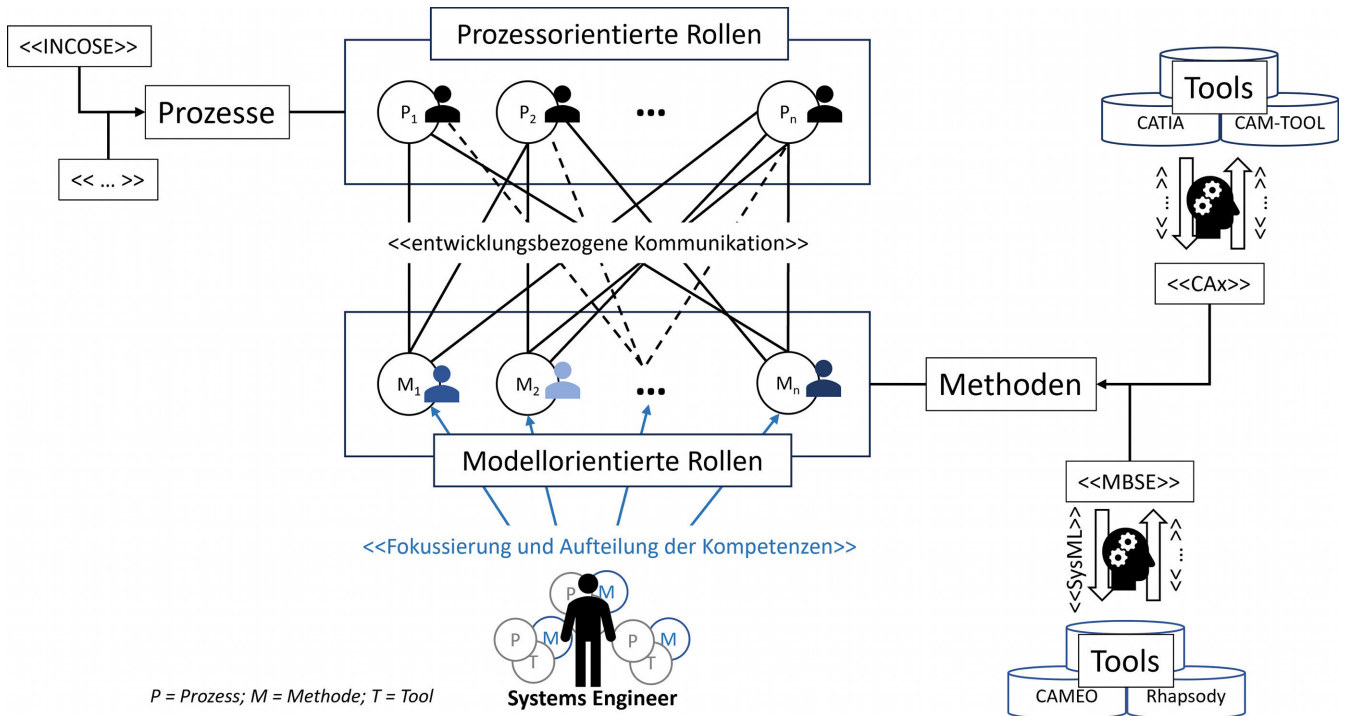 <<INCOSE>>
Prozesse
<< ... >>
Prozessorientierte Rollen
P1
P2
...
Pn
<<entwicklungsbezogene Kommunikation>>
M1
M2
...
Mn
Modellorientierte Rollen
<<Fokussierung und Aufteilung der Kompetenzen>>
P
M
P
M
T
P
M
T
Systems Engineer
P = Prozess; M = Methode; T = Tool
Tools
CATIA
CAM-TOOL
<< ... >>
<< ... >>
<<CAx>>
Methoden
<<MBSE>>
<<SysML>>
<< ... >>
Tools
CAMEO
Rhapsody